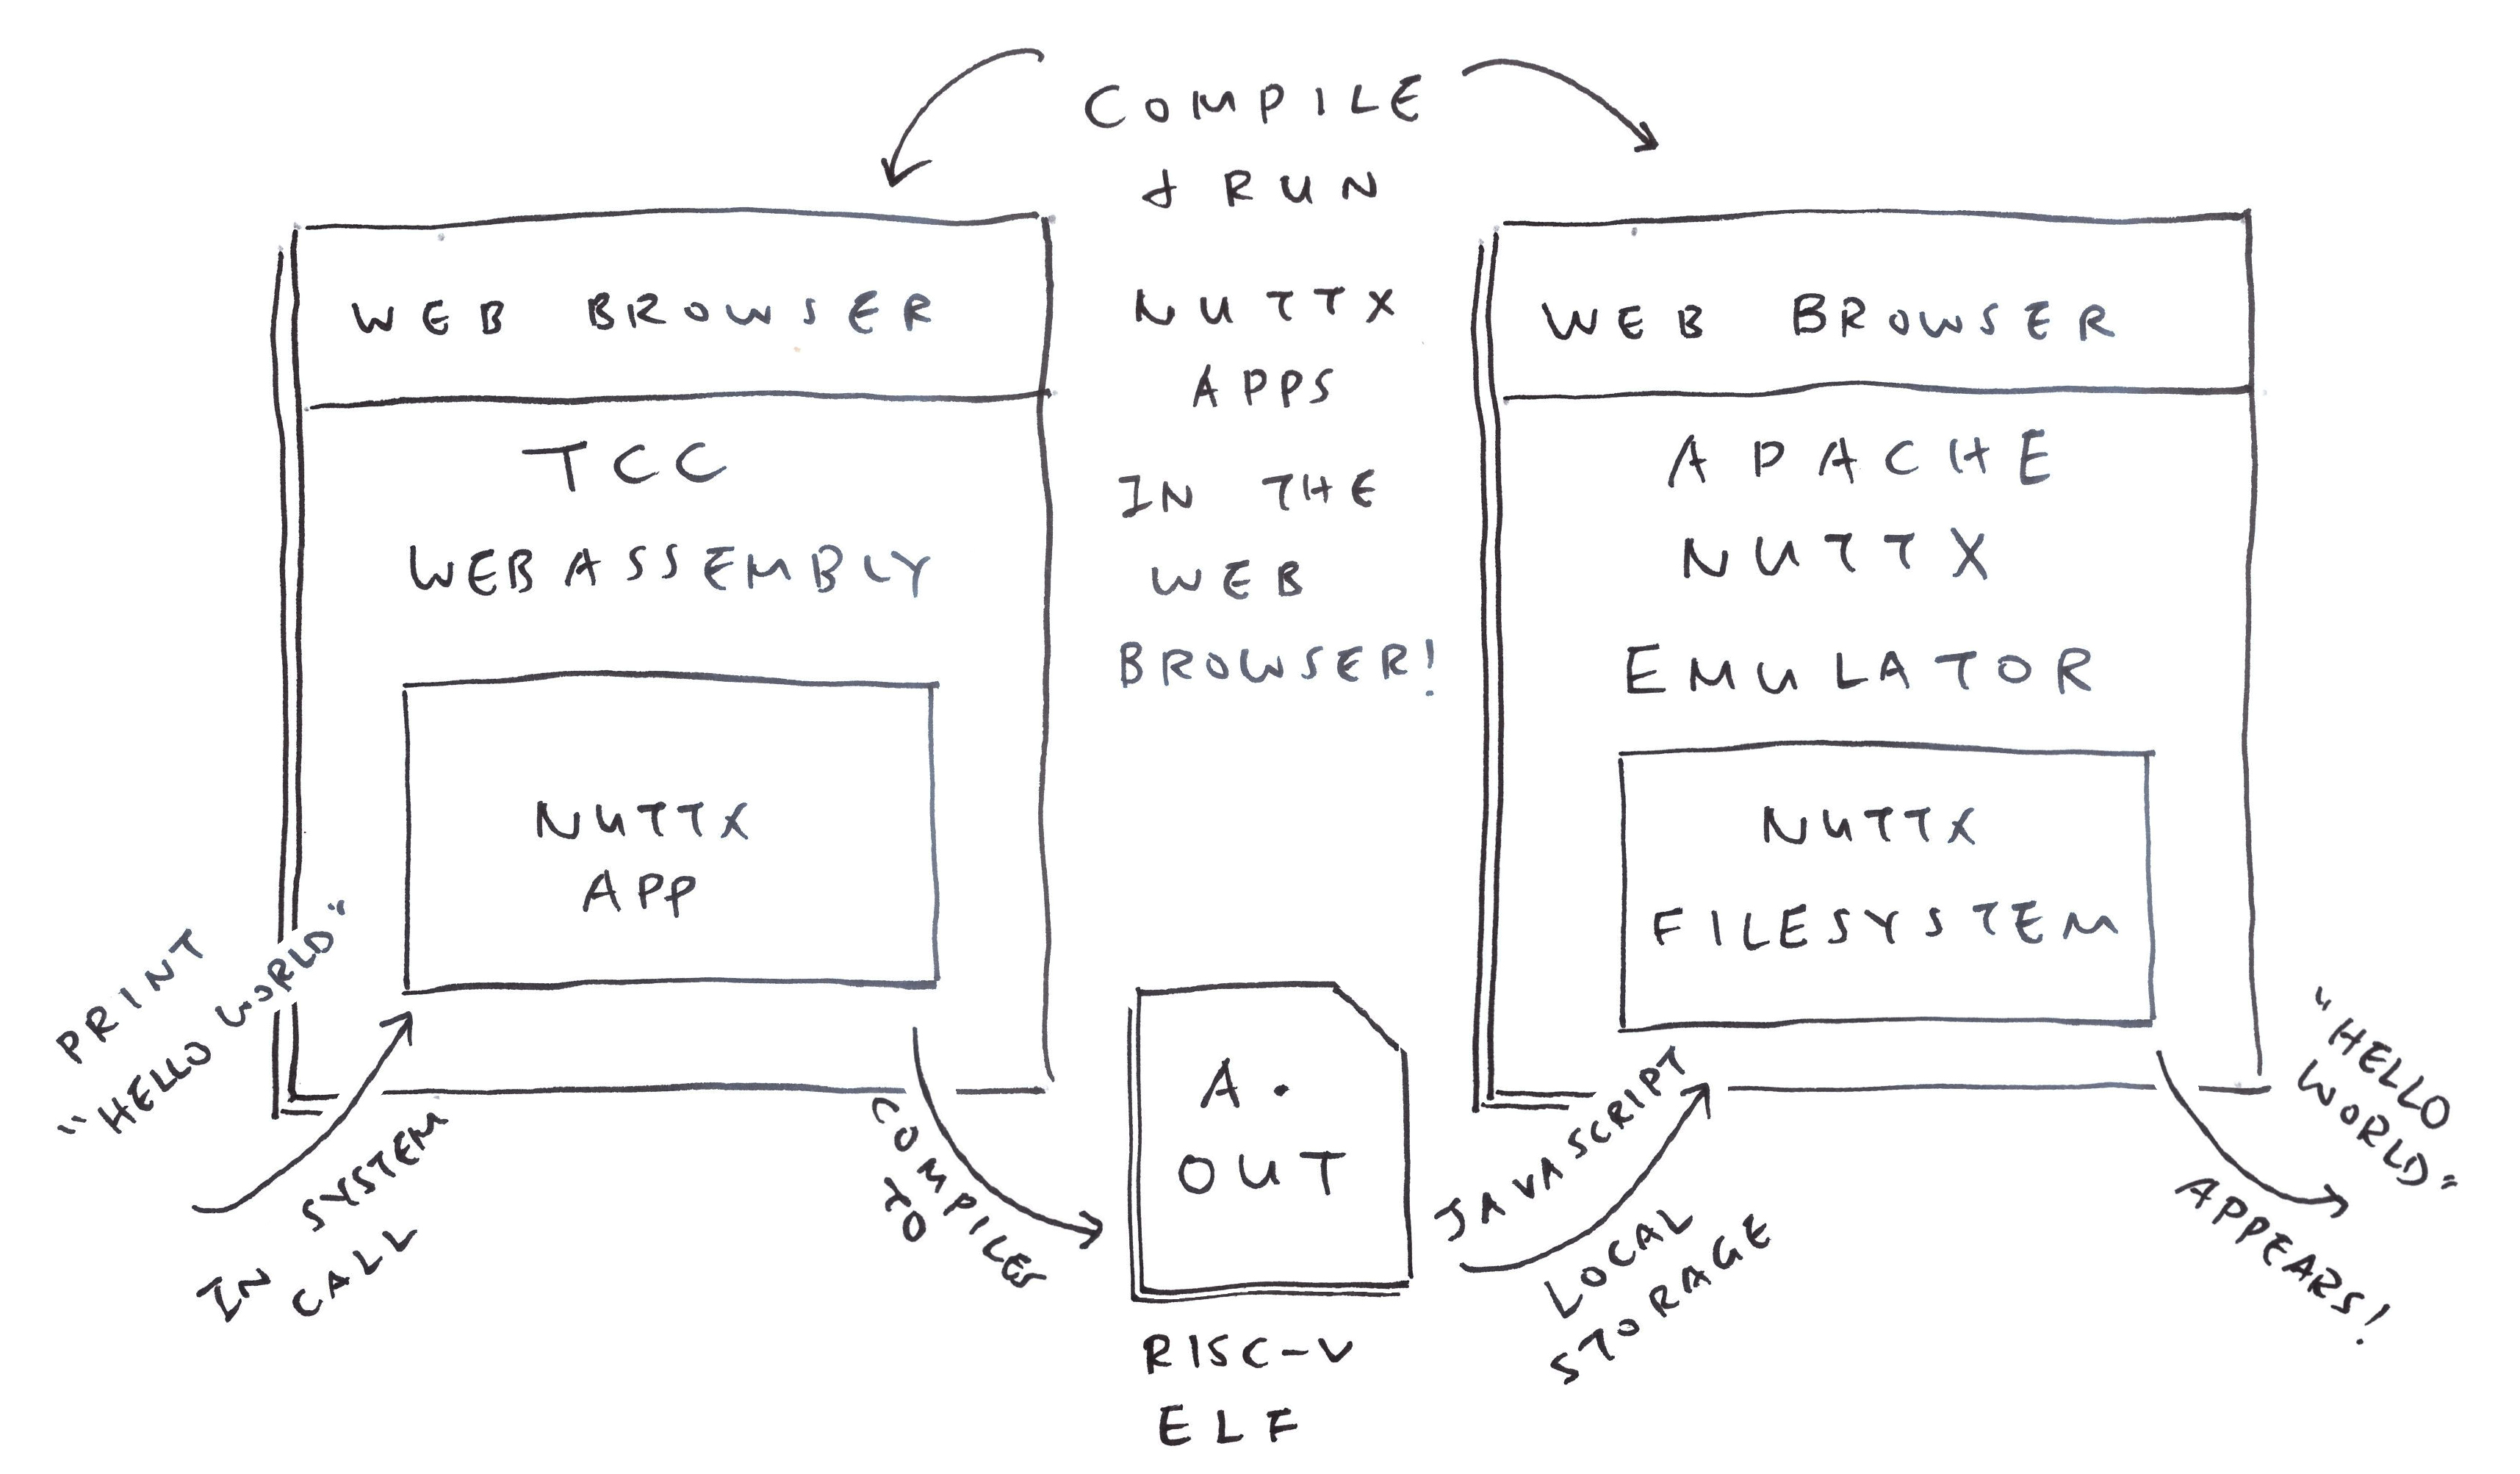 COMPILE
& RUN
NUTTX
APPS
IN THE
WEB
BROWSER!
WEB BROWSER
TCC
WEBASSEMBLY
NUTTX
APP
PRINT
"HELLO WORLD"
IN SYSTEM
CALL
COMPILES
TO
A.
OUT
RISC-V
ELF
WEB BROWSER
APACHE
NUTTX
EMULATOR
NUTTX
FILESYSTEM
JAVASCRIPT
LOCAL
STORAGE
"HELLO
WORLD"
APPEARS!